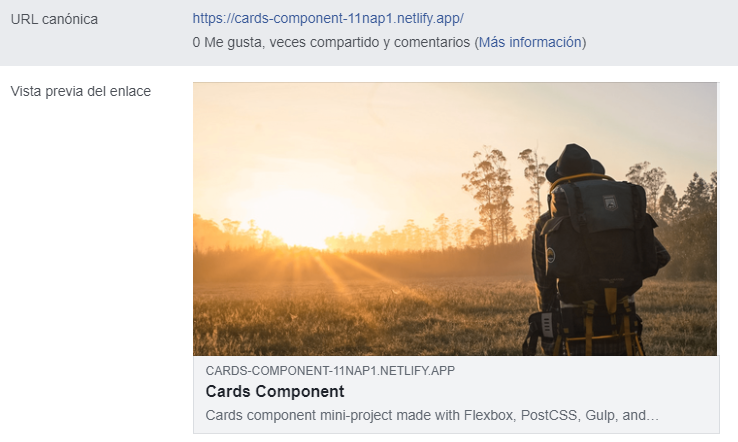 URL canónica
https://cards-component-11nap1.netlify.app/
0 Me gusta, veces compartido y comentarios (Más información)
Vista previa del enlace
CARDS-COMPONENT-11NAP1.NETLIFY.APP
Cards Component
Cards component mini-project made with Flexbox, PostCSS, Gulp, and…